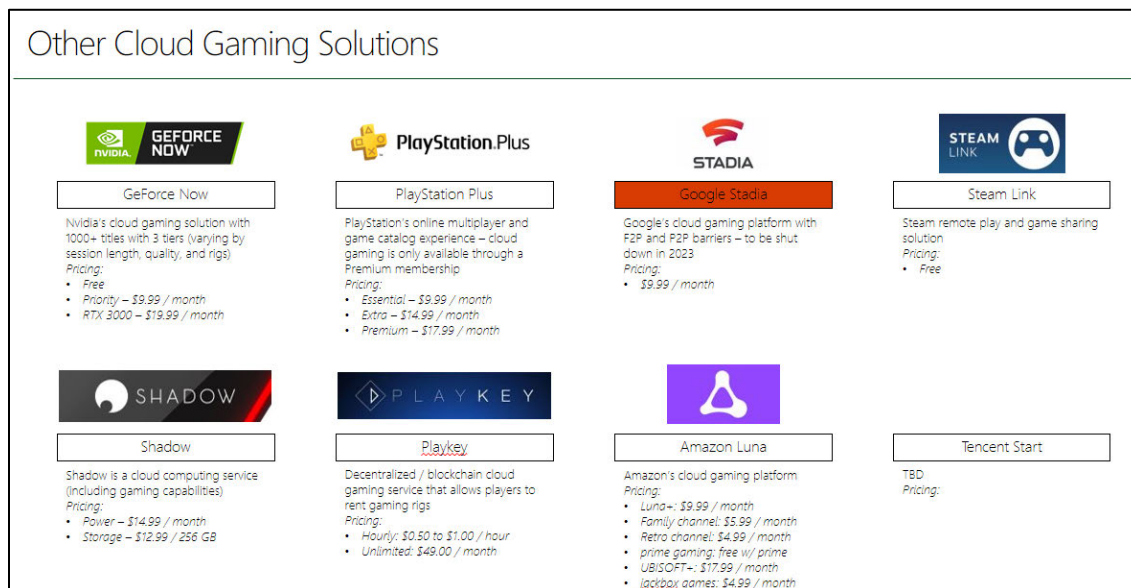 Other Cloud Gaming Solutions
NVIDIA.
GEFORCE
NOW
GeForce Now
Nvidia's cloud gaming solution with
1000+ titles with 3 tiers (varying by
session length, quality, and rigs)
Pricing:
• Free
• Priority – $9.99 / month
• RTX 3000 – $19.99 / month
PlayStation.Plus
PlayStation Plus
PlayStation's online multiplayer and
game catalog experience – cloud
gaming is only available through a
Premium membership
Pricing:
• Essential – $9.99 / month
• Extra – $14.99 / month
• Premium – $17.99 / month
STADIA
Google Stadia
Google's cloud gaming platform with
F2P and P2P barriers – to be shut
down in 2023
Pricing:
• $9.99 / month
STEAM
LINK
Steam Link
Steam remote play and game sharing
solution
Pricing:
• Free
SHADOW
Shadow
Shadow is a cloud computing service
(including gaming capabilities)
Pricing:
• Power – $14.99 / month
• Storage – $12.99 / 256 GB
PLAYKEY
Playkey
Decentralized / blockchain cloud
gaming service that allows players to
rent gaming rigs
Pricing:
• Hourly: $0.50 to $1.00 / hour
• Unlimited: $49.00 / month
Amazon Luna
Amazon's cloud gaming platform
Pricing:
• Luna+: $9.99 / month
• Family channel: $5.99 / month
• Retro channel: $4.99 / month
• prime gaming: free w/ prime
• UBISOFT+: $17.99 / month
• jackbox games: $4.99 / month
Tencent Start
TBD
Pricing: